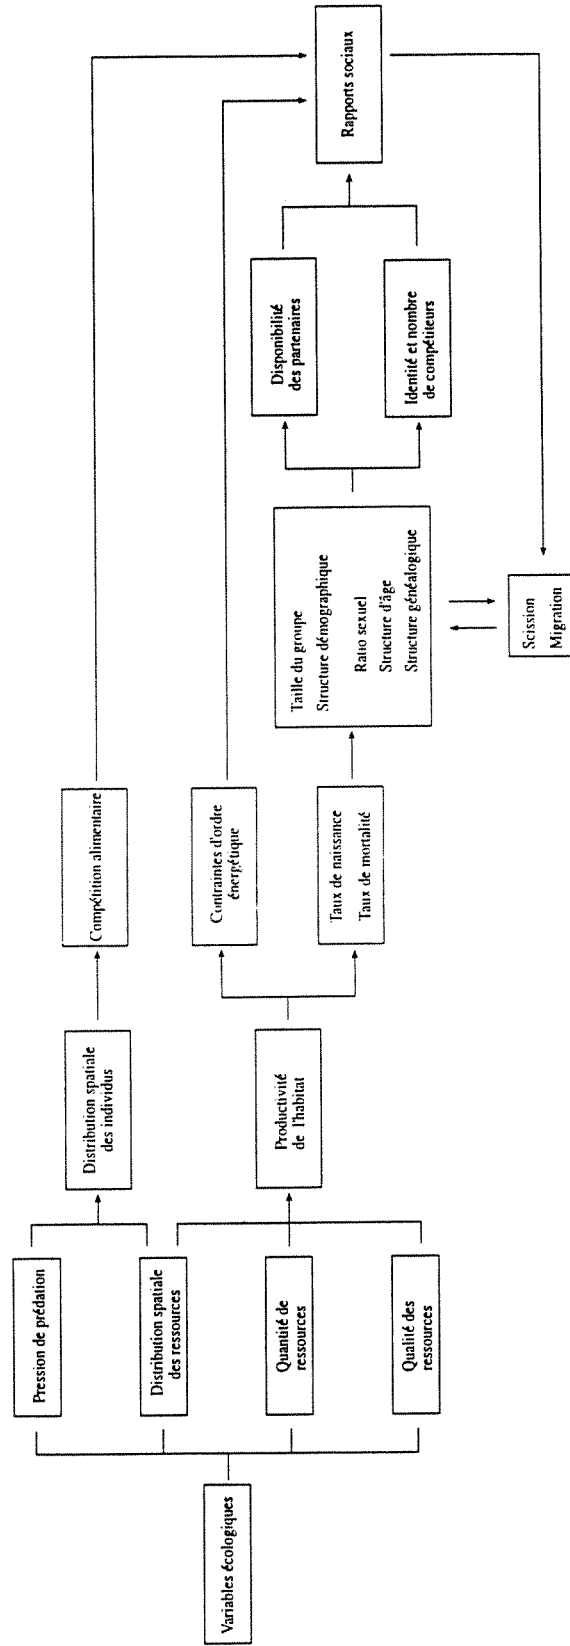 Variables écologiques
Pression de prédation
Distribution spatiale
des ressources
Quantité de
ressources
Qualité des
ressources
Distribution spatiale
des individus
Productivité
de l'habitat
Compétition alimentaire
Contraintes d'ordre
énergétique
Taux de naissance
Taux de mortalité
Taille du groupe
Structure démographique
Ratio sexuel
Structure d'âge
Structure généalogique
Scission
Migration
Disponibilité
des partenaires
Identité et nombre
de compétiteurs
Rapports sociaux